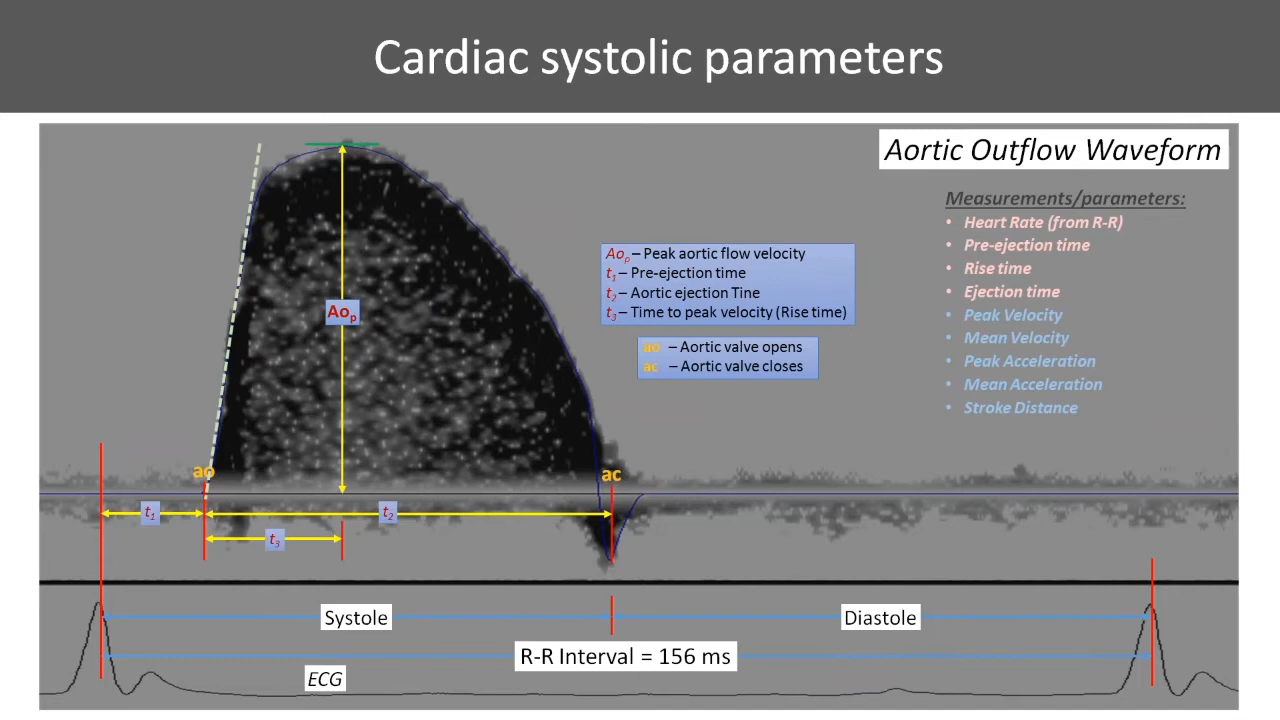 Cardiac systolic parameters
Aortic Outflow Waveform
Measurements/parameters:
• Heart Rate (from R-R)
• Pre-ejection time
• Rise time
• Ejection time
• Peak Velocity
• Mean Velocity
• Peak Acceleration
• Mean Acceleration
• Stroke Distance
Aop – Peak aortic flow velocity
t1 – Pre-ejection time
t2 – Aortic ejection Tine
t3 – Time to peak velocity (Rise time)
ao – Aortic valve opens
ac – Aortic valve closes
Aop
ao
ac
t1
t2
t3
Systole
Diastole
R-R Interval = 156 ms
ECG